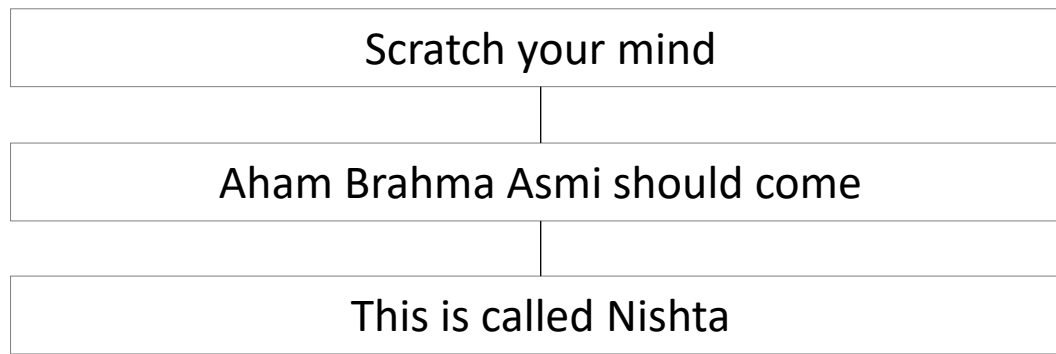 Scratch your mind
Aham Brahma Asmi should come
This is called Nishta